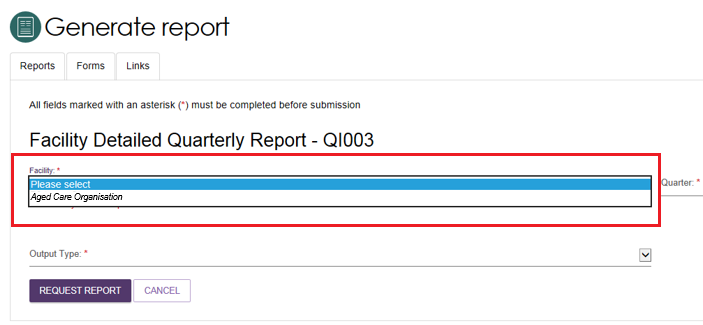 Generate report
Reports Forms Links
All fields marked with an asterisk (*) must be completed before submission
Facility Detailed Quarterly Report - QI003
Facility: *
Please select
Quarter: *
Aged Care Organisation
Output Type: *
REQUEST REPORT CANCEL